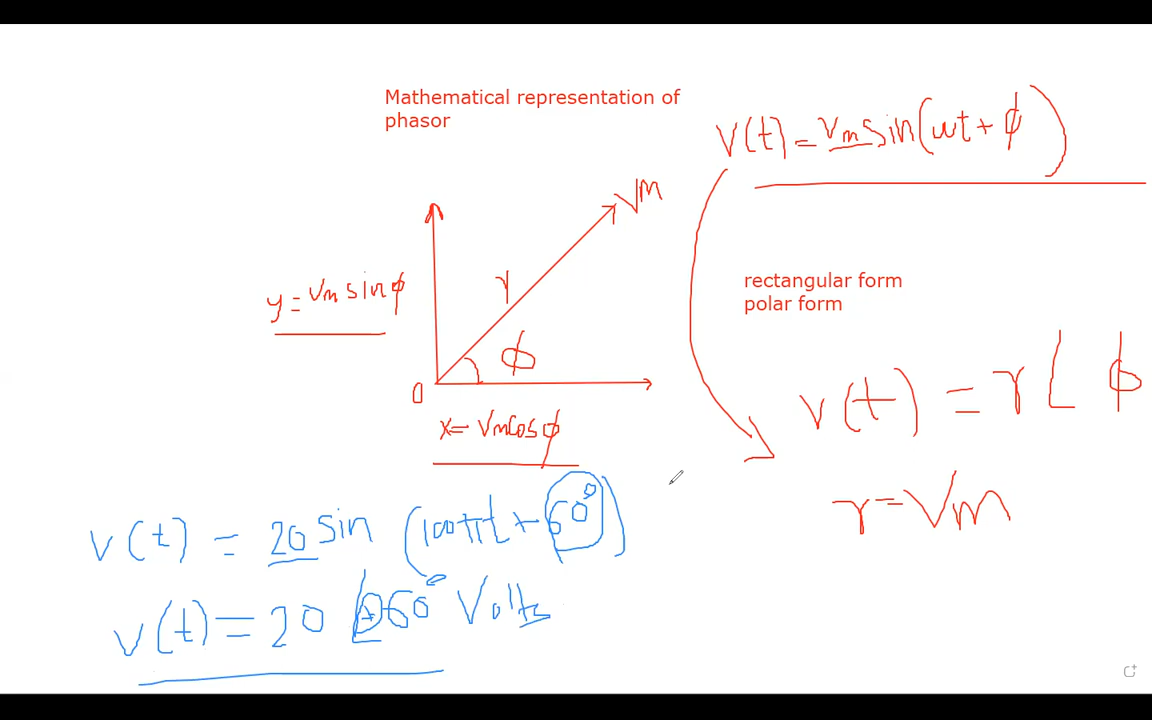 Mathematical representation of
phasor
v(t) = Vm sin(ωt + ϕ)
Vm
r
y = Vm sinϕ
ϕ
0
x = Vm cosϕ
rectangular form
polar form
v(t) = r∠ϕ
r = Vm
v(t) = 20 sin (100πt + 60°)
v(t) = 20 ∠+60° Volts